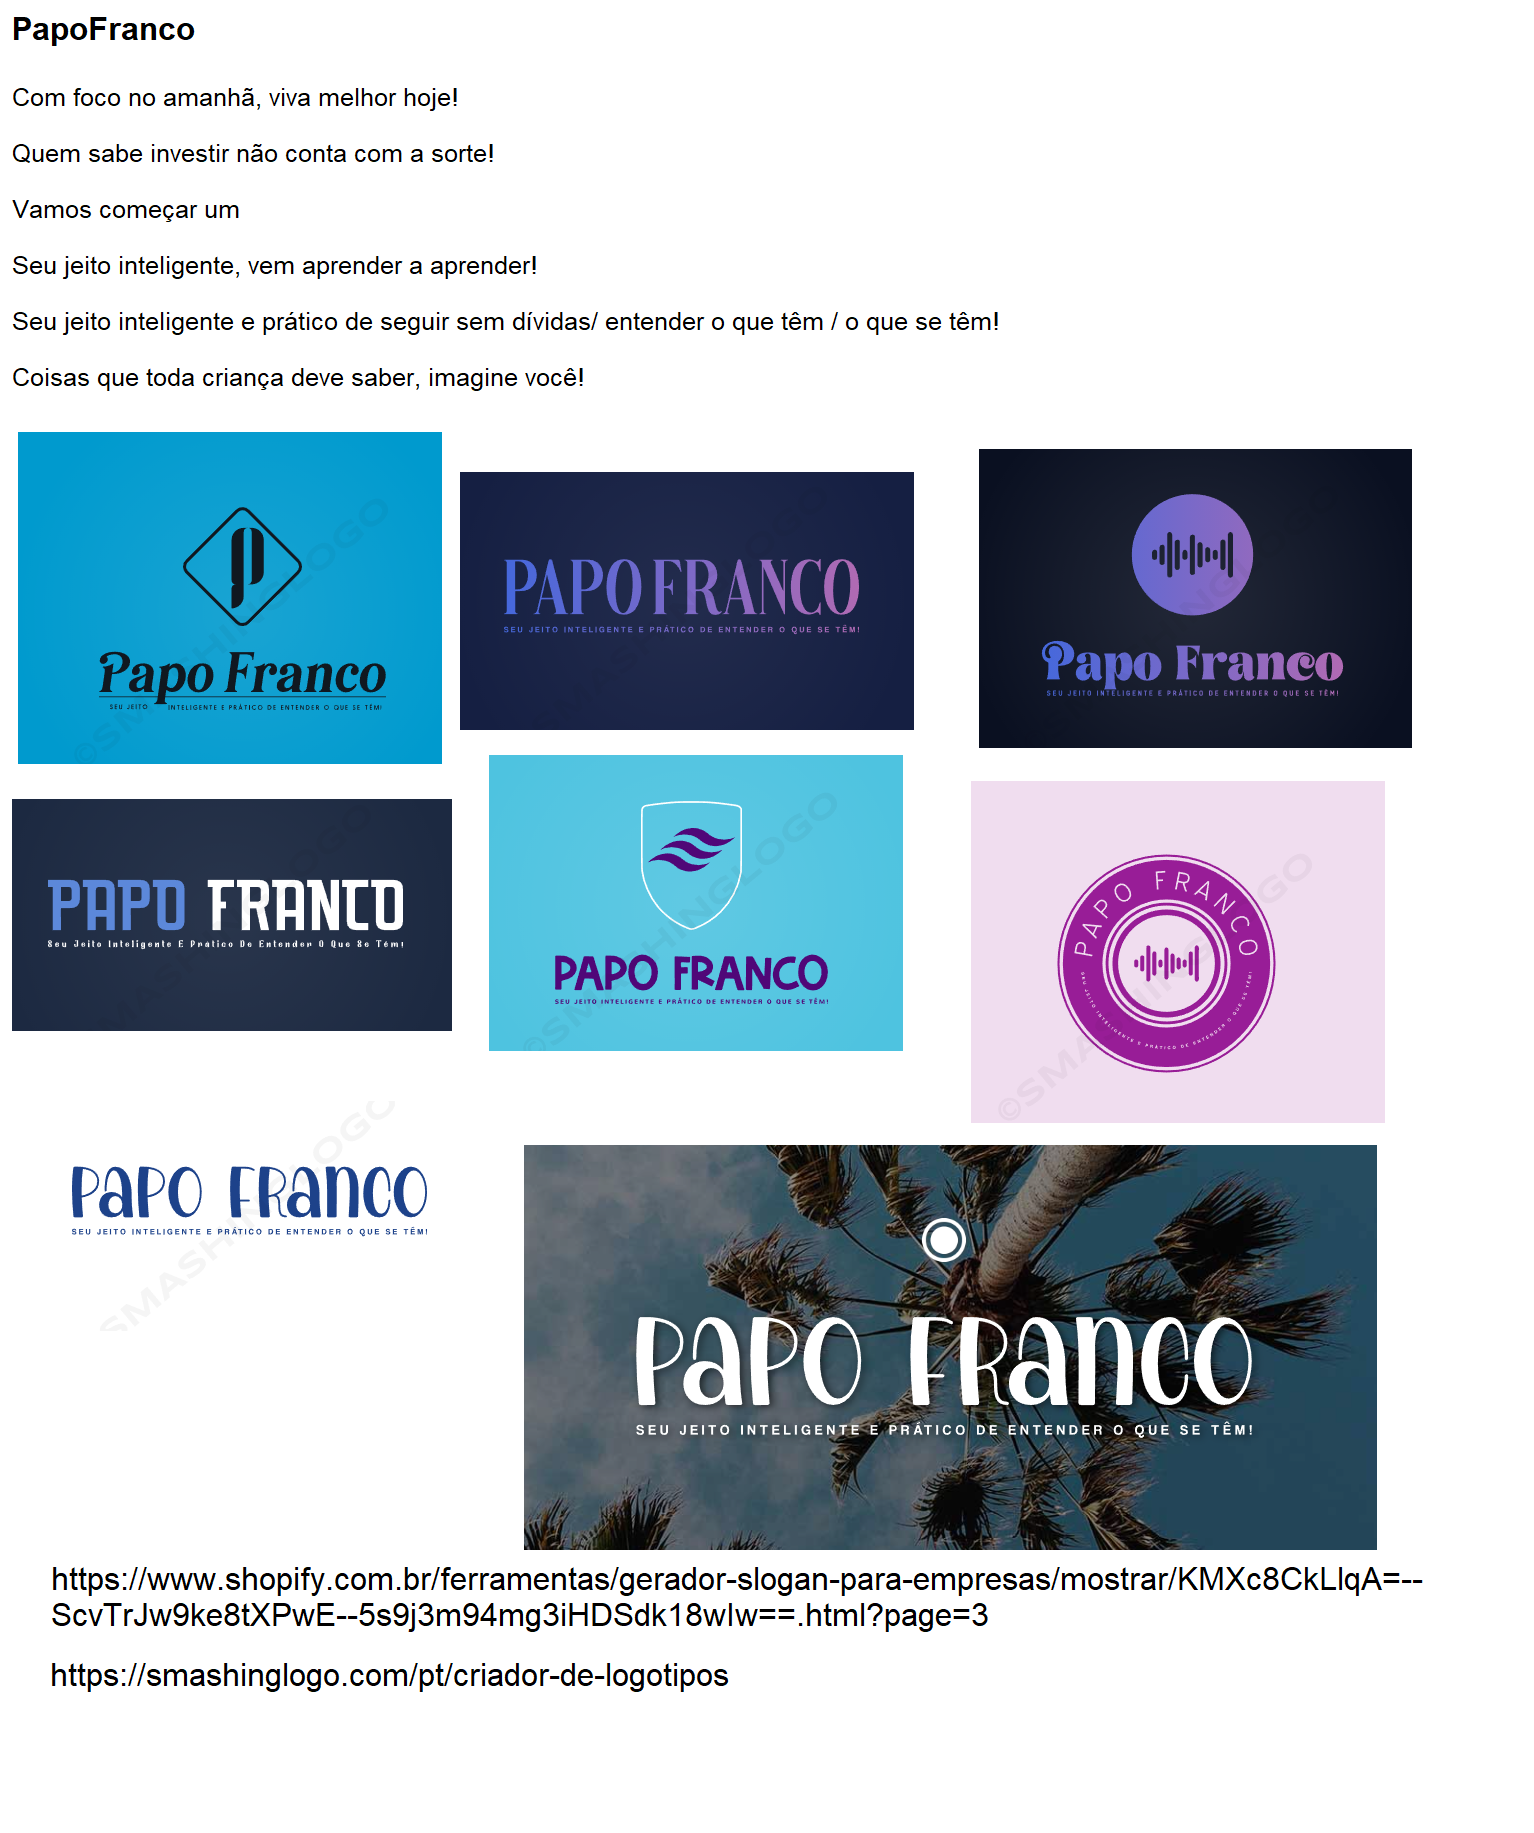 PapoFranco
Com foco no amanhã, viva melhor hoje!
Quem sabe investir não conta com a sorte!
Vamos começar um
Seu jeito inteligente, vem aprender a aprender!
Seu jeito inteligente e prático de seguir sem dívidas/ entender o que têm / o que se têm!
Coisas que toda criança deve saber, imagine você!
P
Papo Franco
SEU JEITO INTELIGENTE E PRÁTICO DE ENTENDER O QUE SE TÊM!
©SMASHINGLOGO
PAPO FRANCO
SEU JEITO INTELIGENTE E PRÁTICO DE ENTENDER O QUE SE TÊM!
Papo Franco
SEU JEITO INTELIGENTE E PRÁTICO DE ENTENDER O QUE SE TÊM!
PAPO FRANCO
Seu Jeito Inteligente E Prático De Entender O Que Se Têm!
PAPO FRANCO
SEU JEITO INTELIGENTE E PRÁTICO DE ENTENDER O QUE SE TÊM!
©SMASHINGLOGO
PAPO FRANCO
SEU JEITO INTELIGENTE E PRÁTICO DE ENTENDER O QUE SE TÊM!
©SMASHINGLOGO
PaPO FRanCO
SEU JEITO INTELIGENTE E PRÁTICO DE ENTENDER O QUE SE TÊM!
SMASHINGLOGO
PaPO FRanCO
SEU JEITO INTELIGENTE E PRÁTICO DE ENTENDER O QUE SE TÊM!
https://www.shopify.com.br/ferramentas/gerador-slogan-para-empresas/mostrar/KMXc8CkLlqA=--
ScvTrJw9ke8tXPwE--5s9j3m94mg3iHDSdk18wIw==.html?page=3
https://smashinglogo.com/pt/criador-de-logotipos